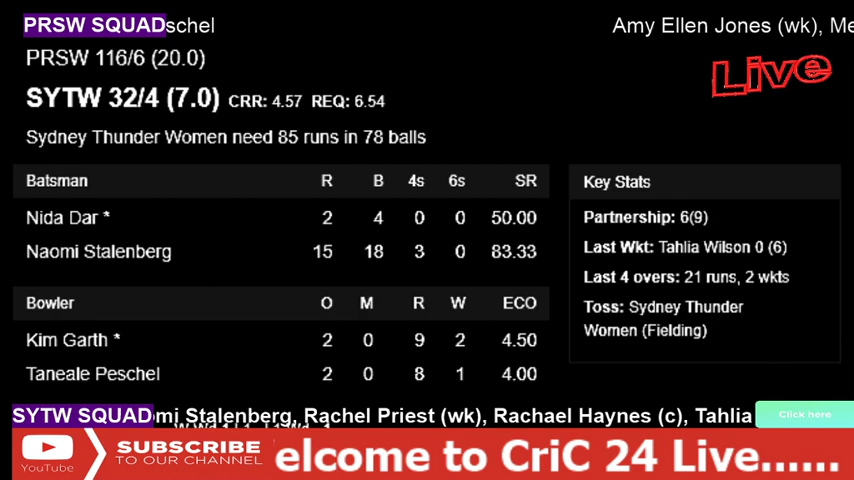 PRSW SQUAD schel Amy Ellen Jones (wk), Me
PRSW 116/6 (20.0)
Live
SYTW 32/4 (7.0) CRR: 4.57 REQ: 6.54
Sydney Thunder Women need 85 runs in 78 balls
Batsman R B 4s 6s SR
Nida Dar * 2 4 0 0 50.00
Naomi Stalenberg 15 18 3 0 83.33
Bowler O M R W ECO
Kim Garth * 2 0 9 2 4.50
Taneale Peschel 2 0 8 1 4.00
Key Stats
Partnership: 6(9)
Last Wkt: Tahlia Wilson 0 (6)
Last 4 overs: 21 runs, 2 wkts
Toss: Sydney Thunder
Women (Fielding)
SYTW SQUAD mi Stalenberg, Rachel Priest (wk), Rachael Haynes (c), Tahlia
Click here
YouTube
SUBSCRIBE
TO OUR CHANNEL
elcome to CriC 24 Live......